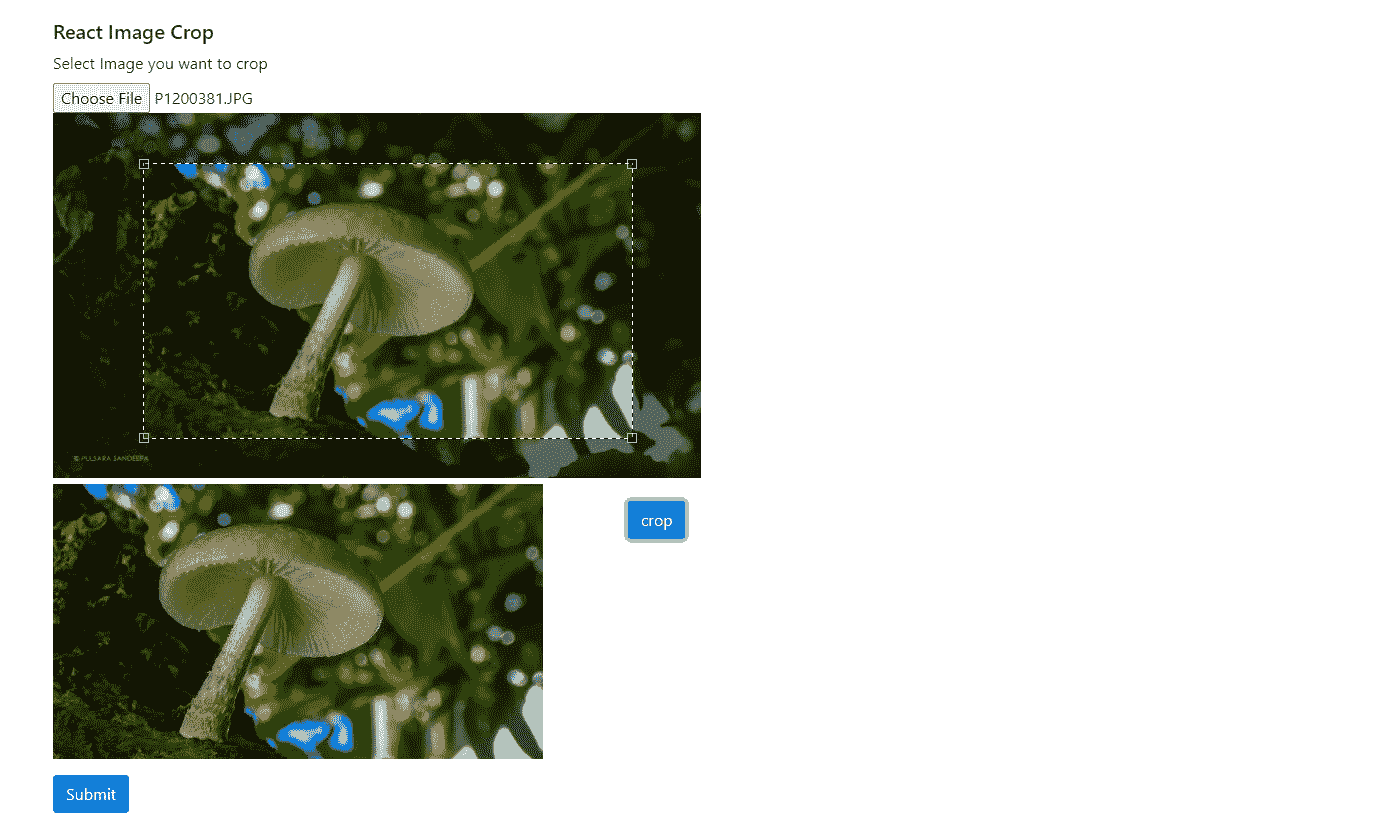 React Image Crop
Select Image you want to crop
Choose File P1200381.JPG
© PULSARA SANDEEPA
crop
Submit